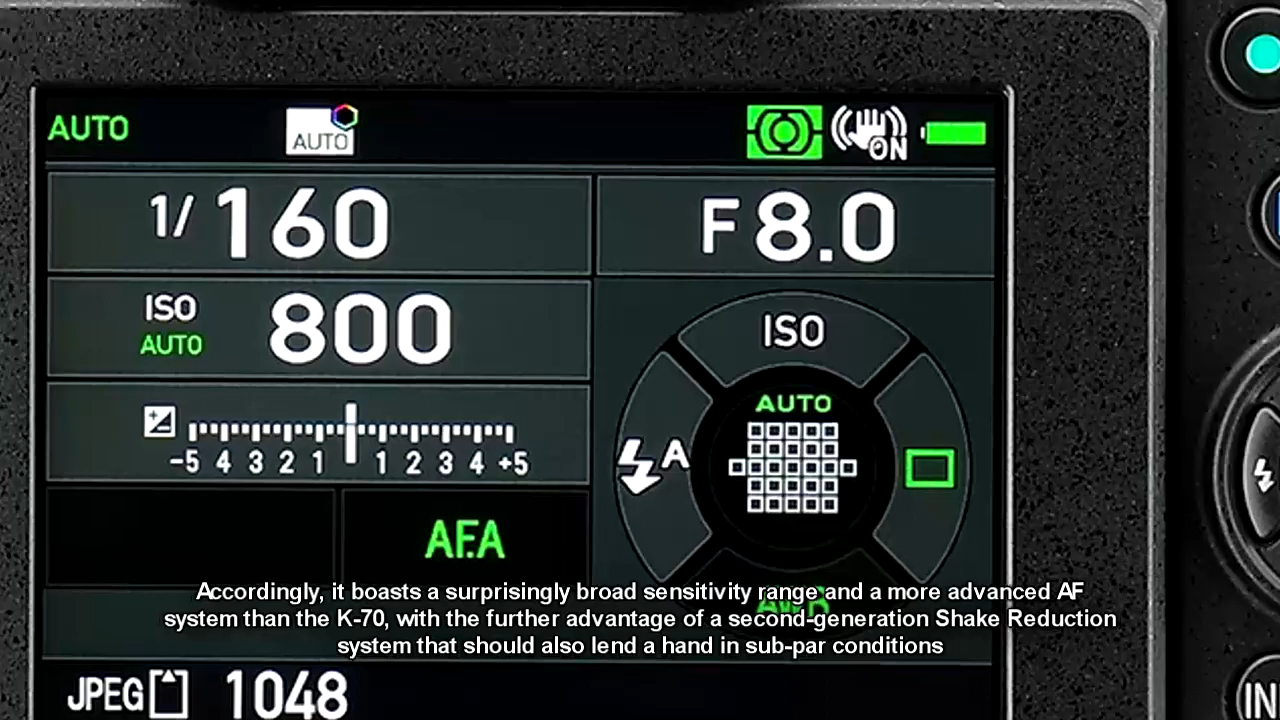 AUTO
AUTO
ON
1/160
F8.0
ISO
AUTO
800
ISO
-5 4 3 2 1 1 2 3 4 +5
A
AUTO
AF.A
AWB
Accordingly, it boasts a surprisingly broad sensitivity range and a more advanced AF
system than the K-70, with the further advantage of a second-generation Shake Reduction
system that should also lend a hand in sub-par conditions
JPEG 1048
IN